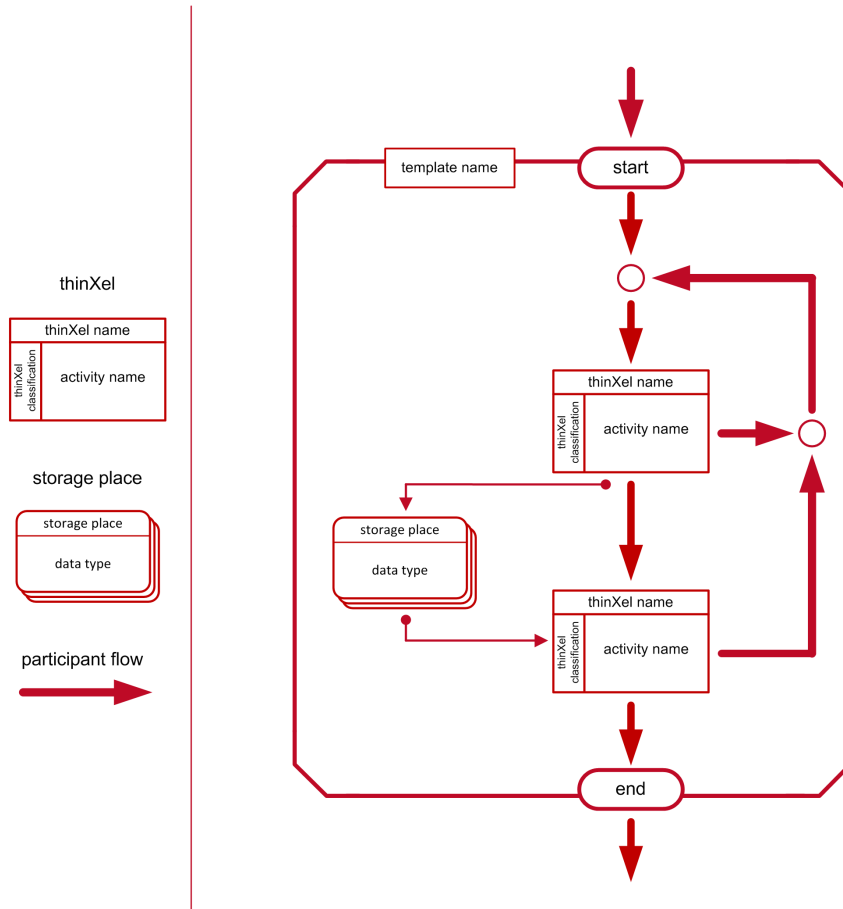 thinXel
thinXel name
thinXel
classification
activity name
storage place
storage place
data type
participant flow
template name
start
thinXel name
thinXel
classification
activity name
storage place
data type
thinXel name
thinXel
classification
activity name
end